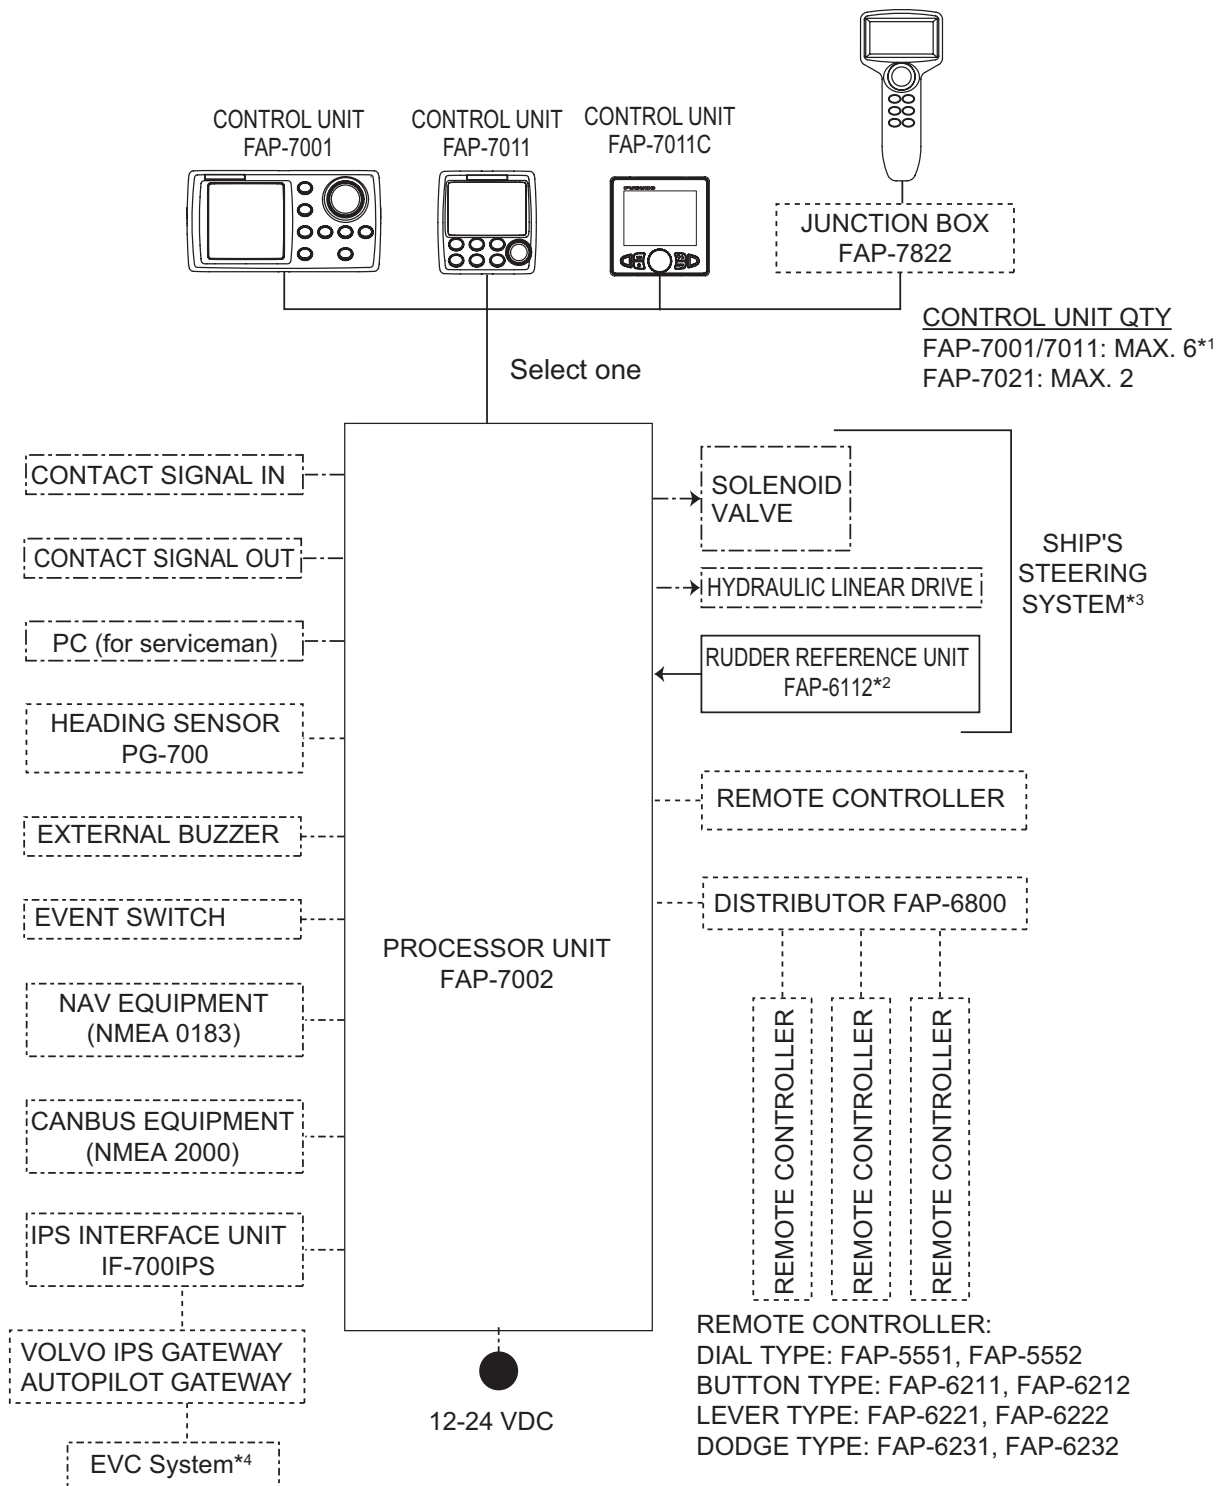 CONTROL UNIT
FAP-7001
CONTROL UNIT
FAP-7011
CONTROL UNIT
FAP-7011C
FURUNO
JUNCTION BOX
FAP-7822
CONTROL UNIT QTY
FAP-7001/7011: MAX. 6*1
FAP-7021: MAX. 2
Select one
CONTACT SIGNAL IN
CONTACT SIGNAL OUT
PC (for serviceman)
HEADING SENSOR
PG-700
EXTERNAL BUZZER
EVENT SWITCH
NAV EQUIPMENT
(NMEA 0183)
CANBUS EQUIPMENT
(NMEA 2000)
IPS INTERFACE UNIT
IF-700IPS
VOLVO IPS GATEWAY
AUTOPILOT GATEWAY
EVC System*4
PROCESSOR UNIT
FAP-7002
12-24 VDC
SOLENOID
VALVE
HYDRAULIC LINEAR DRIVE
RUDDER REFERENCE UNIT
FAP-6112*2
SHIP'S
STEERING
SYSTEM*3
REMOTE CONTROLLER
DISTRIBUTOR FAP-6800
REMOTE CONTROLLER
REMOTE CONTROLLER
REMOTE CONTROLLER
REMOTE CONTROLLER:
DIAL TYPE: FAP-5551, FAP-5552
BUTTON TYPE: FAP-6211, FAP-6212
LEVER TYPE: FAP-6221, FAP-6222
DODGE TYPE: FAP-6231, FAP-6232